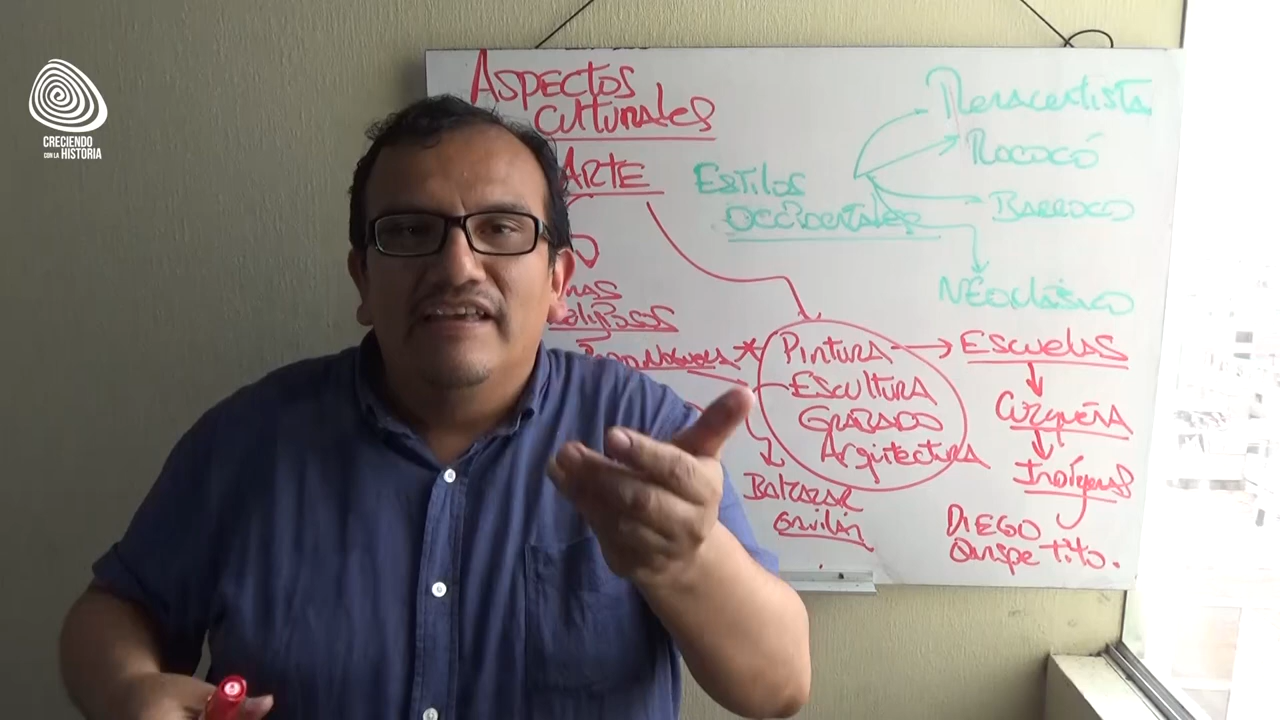 CRECIENDO
CON LA HISTORIA
ASPECTOS
CULTURALES
ARTE
ESTILOS
OCCIDENTALES
Renacentista
Rococó
BARROCO
NEOCLÁSICO
Pintura
ESCULTURA
GRABADO
Arquitectura
ESCUELAS
CUZQUEÑA
Indígenas
DIEGO
Quispe Tito.
BALTAZAR
Gavilán